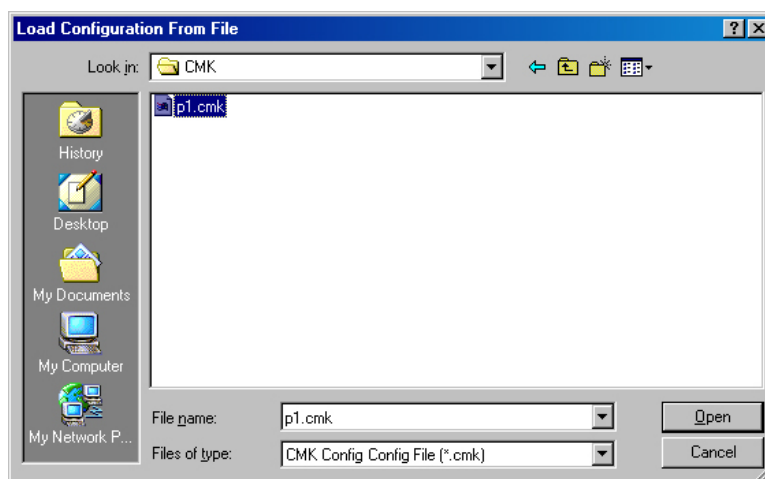 Load Configuration From File
Look in: CMK
p1.cmk
History
Desktop
My Documents
My Computer
My Network P...
File name: p1.cmk Open
Files of type: CMK Config Config File (*.cmk) Cancel